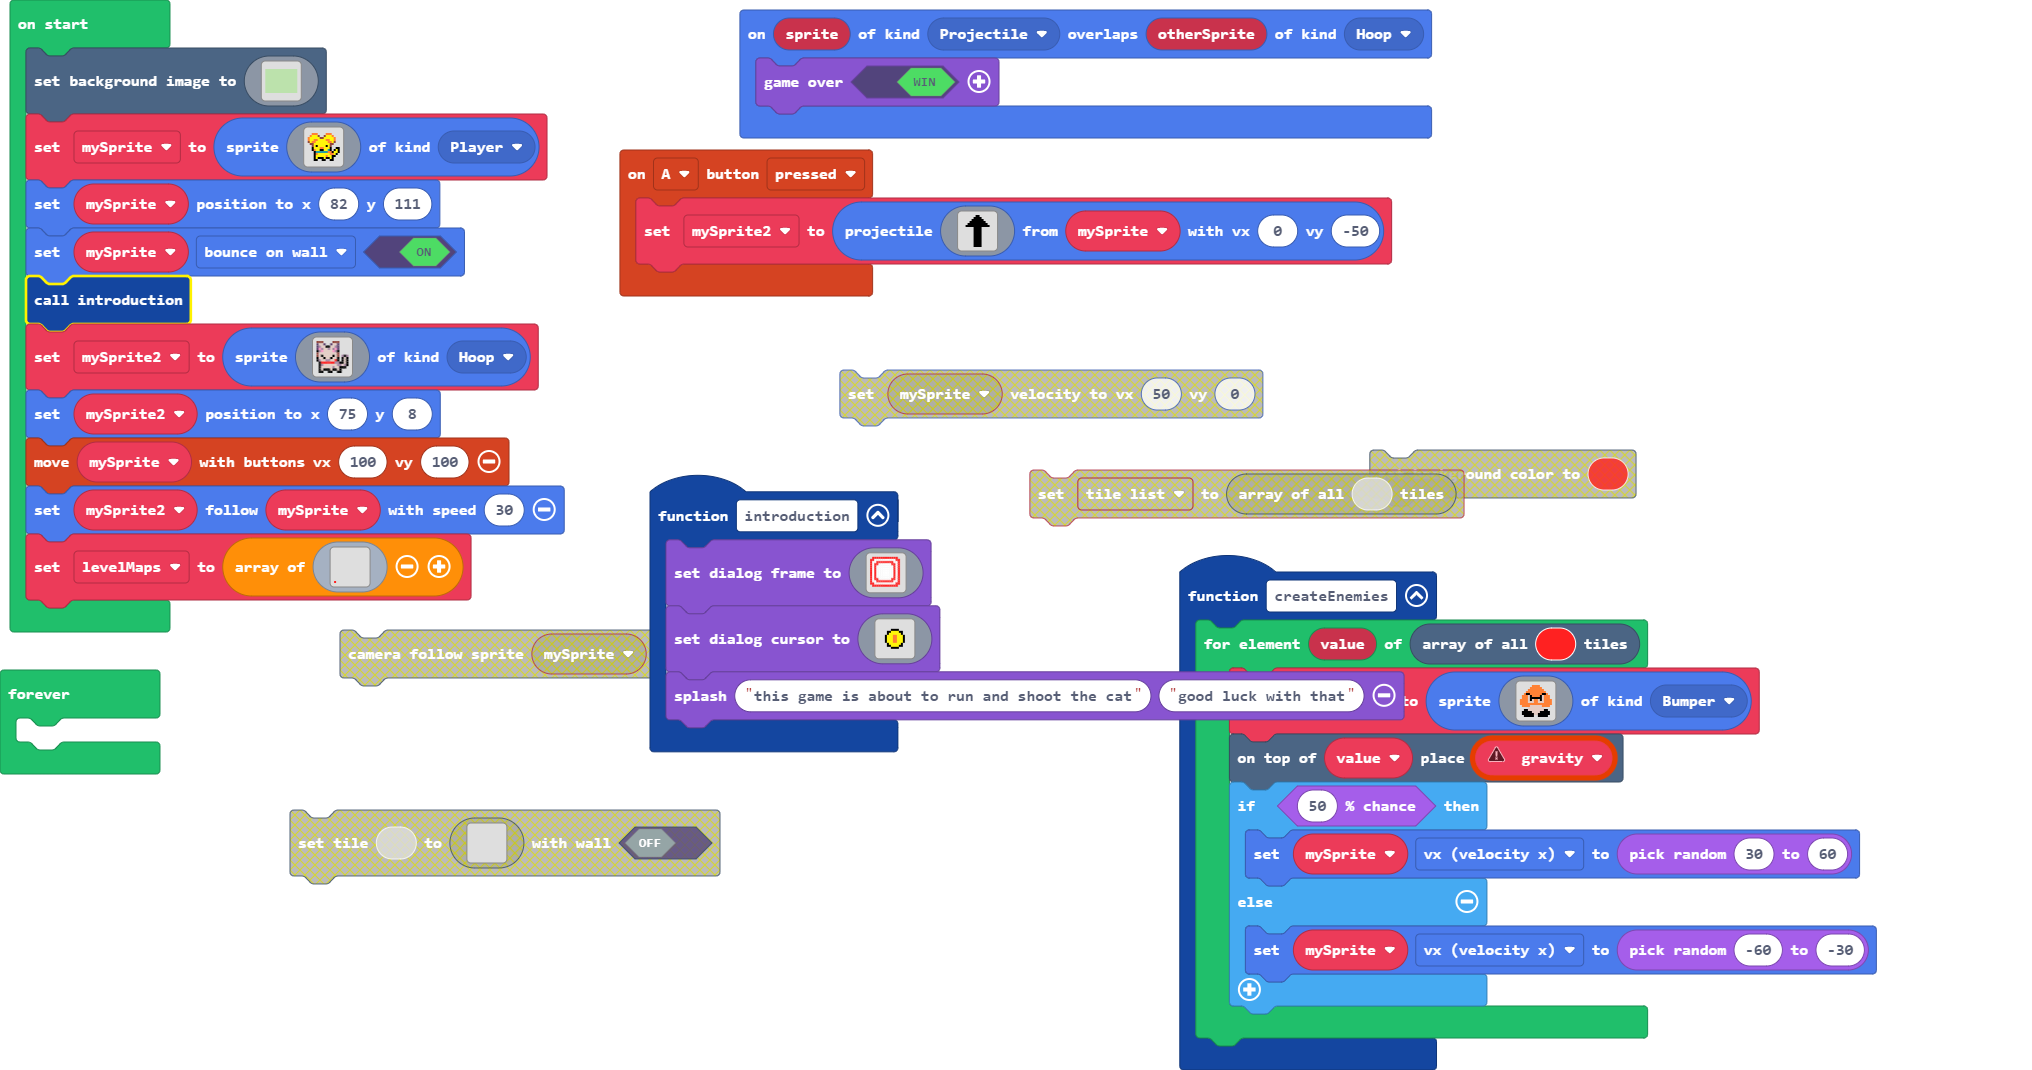 on start
set background image to
set mySprite to sprite of kind Player
set mySprite position to x 82 y 111
set mySprite bounce on wall ON
call introduction
set mySprite2 to sprite of kind Hoop
set mySprite2 position to x 75 y 8
move mySprite with buttons vx 100 vy 100
set mySprite2 follow mySprite with speed 30
set levelMaps to array of
forever
on sprite of kind Projectile overlaps otherSprite of kind Hoop
game over WIN
on A button pressed
set mySprite2 to projectile from mySprite with vx 0 vy -50
set mySprite velocity to vx 50 vy 0
ound color to
set tile list to array of all tiles
camera follow sprite mySprite
function introduction
set dialog frame to
set dialog cursor to
splash "this game is about to run and shoot the cat" "good luck with that"
set tile to with wall OFF
function createEnemies
for element value of array of all tiles
to sprite of kind Bumper
on top of value place gravity
if 50 % chance then
set mySprite vx (velocity x) to pick random 30 to 60
else
set mySprite vx (velocity x) to pick random -60 to -30